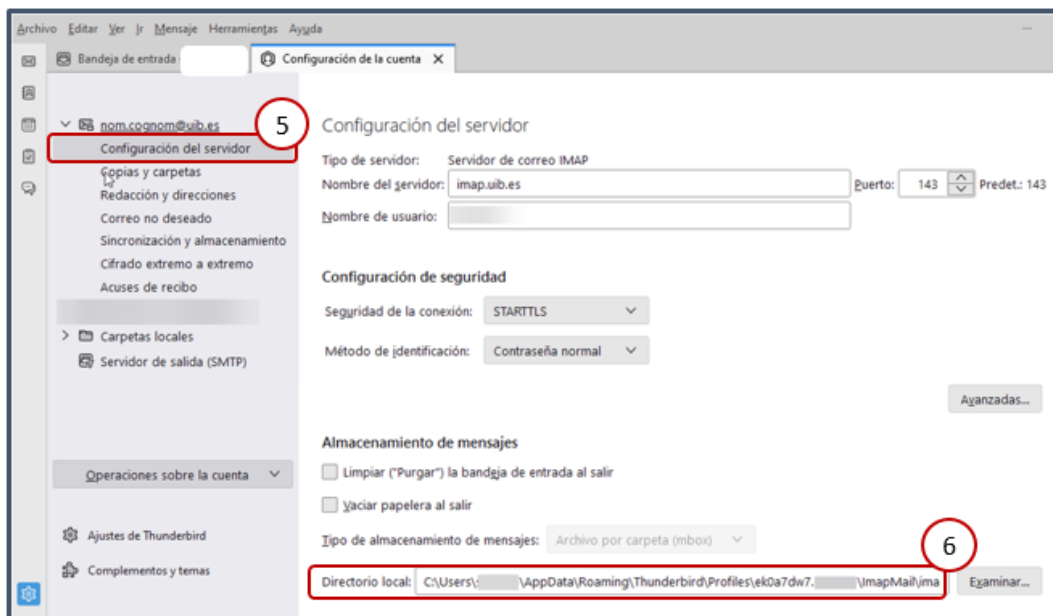 Archivo Editar Ver Ir Mensaje Herramientas Ayuda
Bandeja de entrada
Configuración de la cuenta X
nom.cognom@uib.es
5
Configuración del servidor
Copias y carpetas
Redacción y direcciones
Correo no deseado
Sincronización y almacenamiento
Cifrado extremo a extremo
Acuses de recibo
Carpetas locales
Servidor de salida (SMTP)
Operaciones sobre la cuenta
Ajustes de Thunderbird
Complementos y temas
Configuración del servidor
Tipo de servidor: Servidor de correo IMAP
Nombre del servidor: imap.uib.es Puerto: 143 Predet.: 143
Nombre de usuario:
Configuración de seguridad
Seguridad de la conexión: STARTTLS
Método de identificación: Contraseña normal
Avanzadas...
Almacenamiento de mensajes
Limpiar ("Purgar") la bandeja de entrada al salir
Vaciar papelera al salir
Tipo de almacenamiento de mensajes: Archivo por carpeta (mbox)
6
Directorio local: C:\Users\ \AppData\Roaming\Thunderbird\Profiles\ek0a7dw7. \ImapMail\ima Examinar...